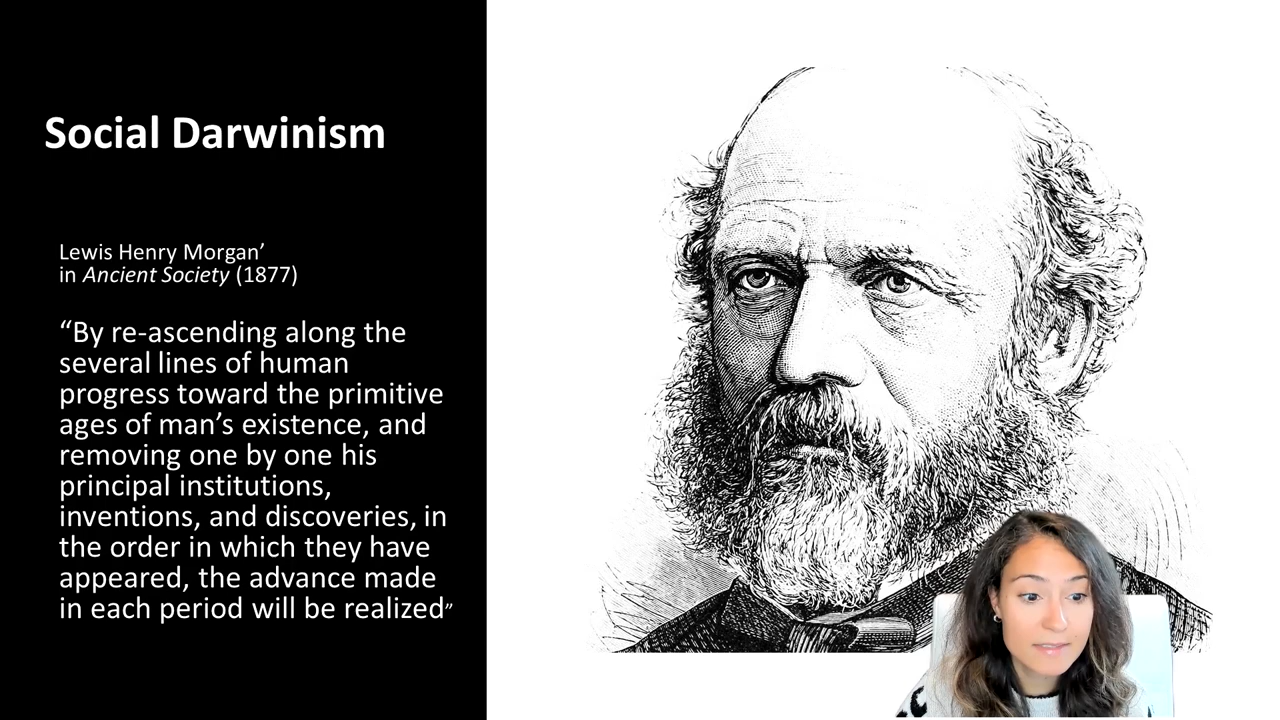 Social Darwinism
Lewis Henry Morgan’
in Ancient Society (1877)
“By re-ascending along the
several lines of human
progress toward the primitive
ages of man’s existence, and
removing one by one his
principal institutions,
inventions, and discoveries, in
the order in which they have
appeared, the advance made
in each period will be realized”